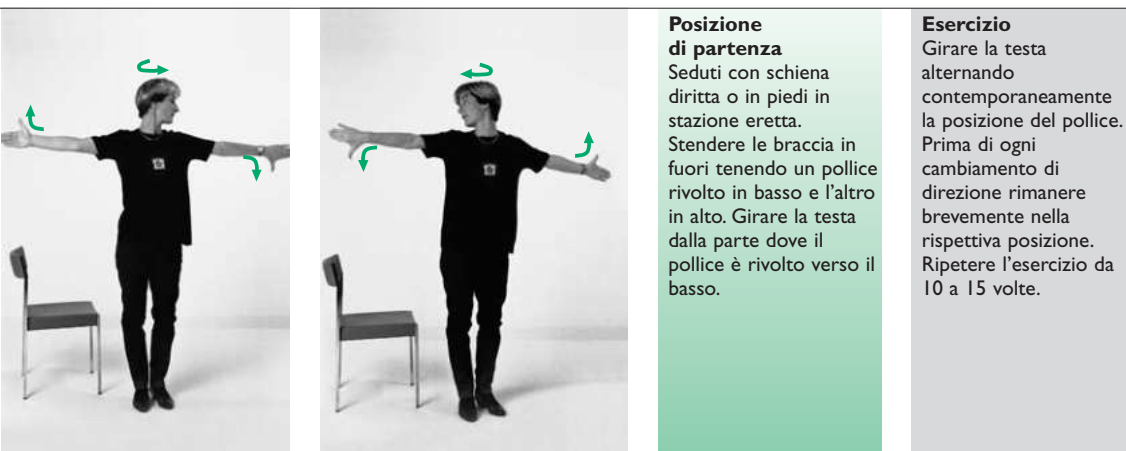 Posizione
di partenza
Seduti con schiena
diritta o in piedi in
stazione eretta.
Stendere le braccia in
fuori tenendo un pollice
rivolto in basso e l'altro
in alto. Girare la testa
dalla parte dove il
pollice è rivolto verso il
basso.
Esercizio
Girare la testa
alternando
contemporaneamente
la posizione del pollice.
Prima di ogni
cambiamento di
direzione rimanere
brevemente nella
rispettiva posizione.
Ripetere l'esercizio da
10 a 15 volte.